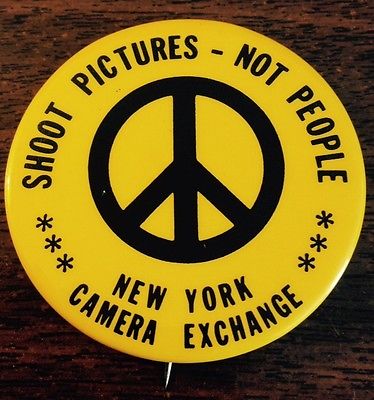 SHOOT PICTURES - NOT PEOPLE
*** NEW YORK ***
CAMERA EXCHANGE